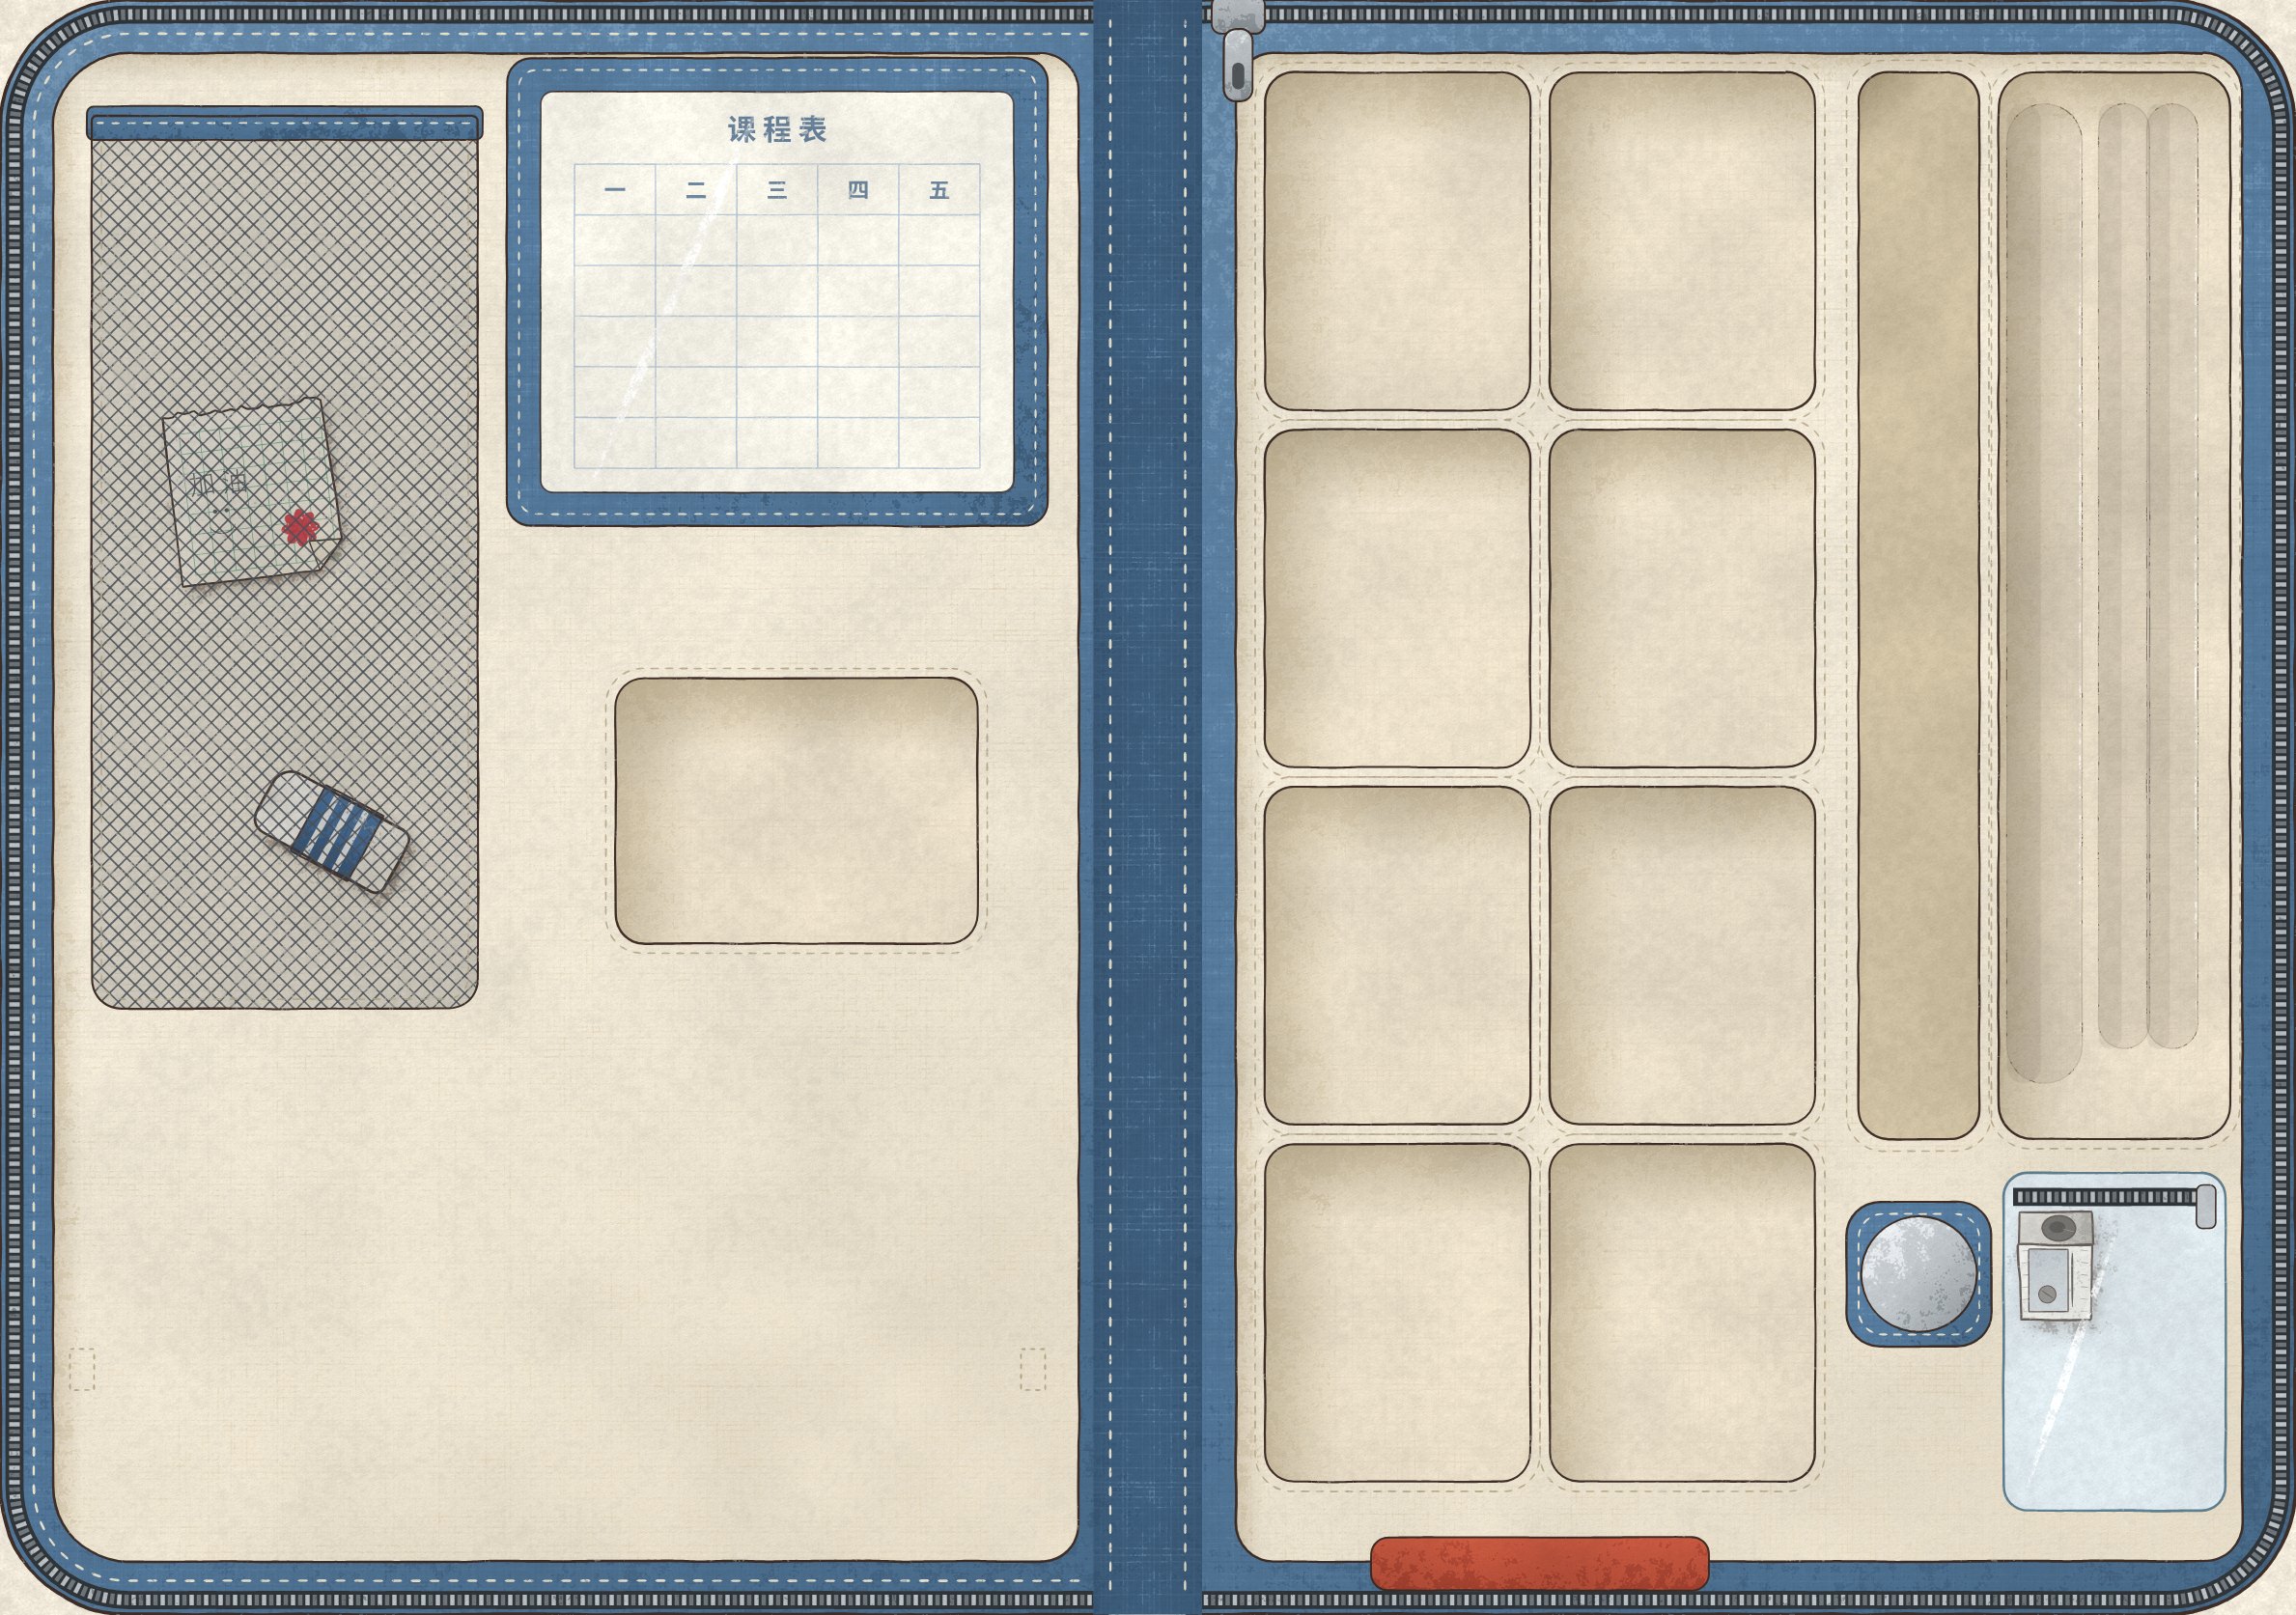 加油
课程表
一 二 三 四 五